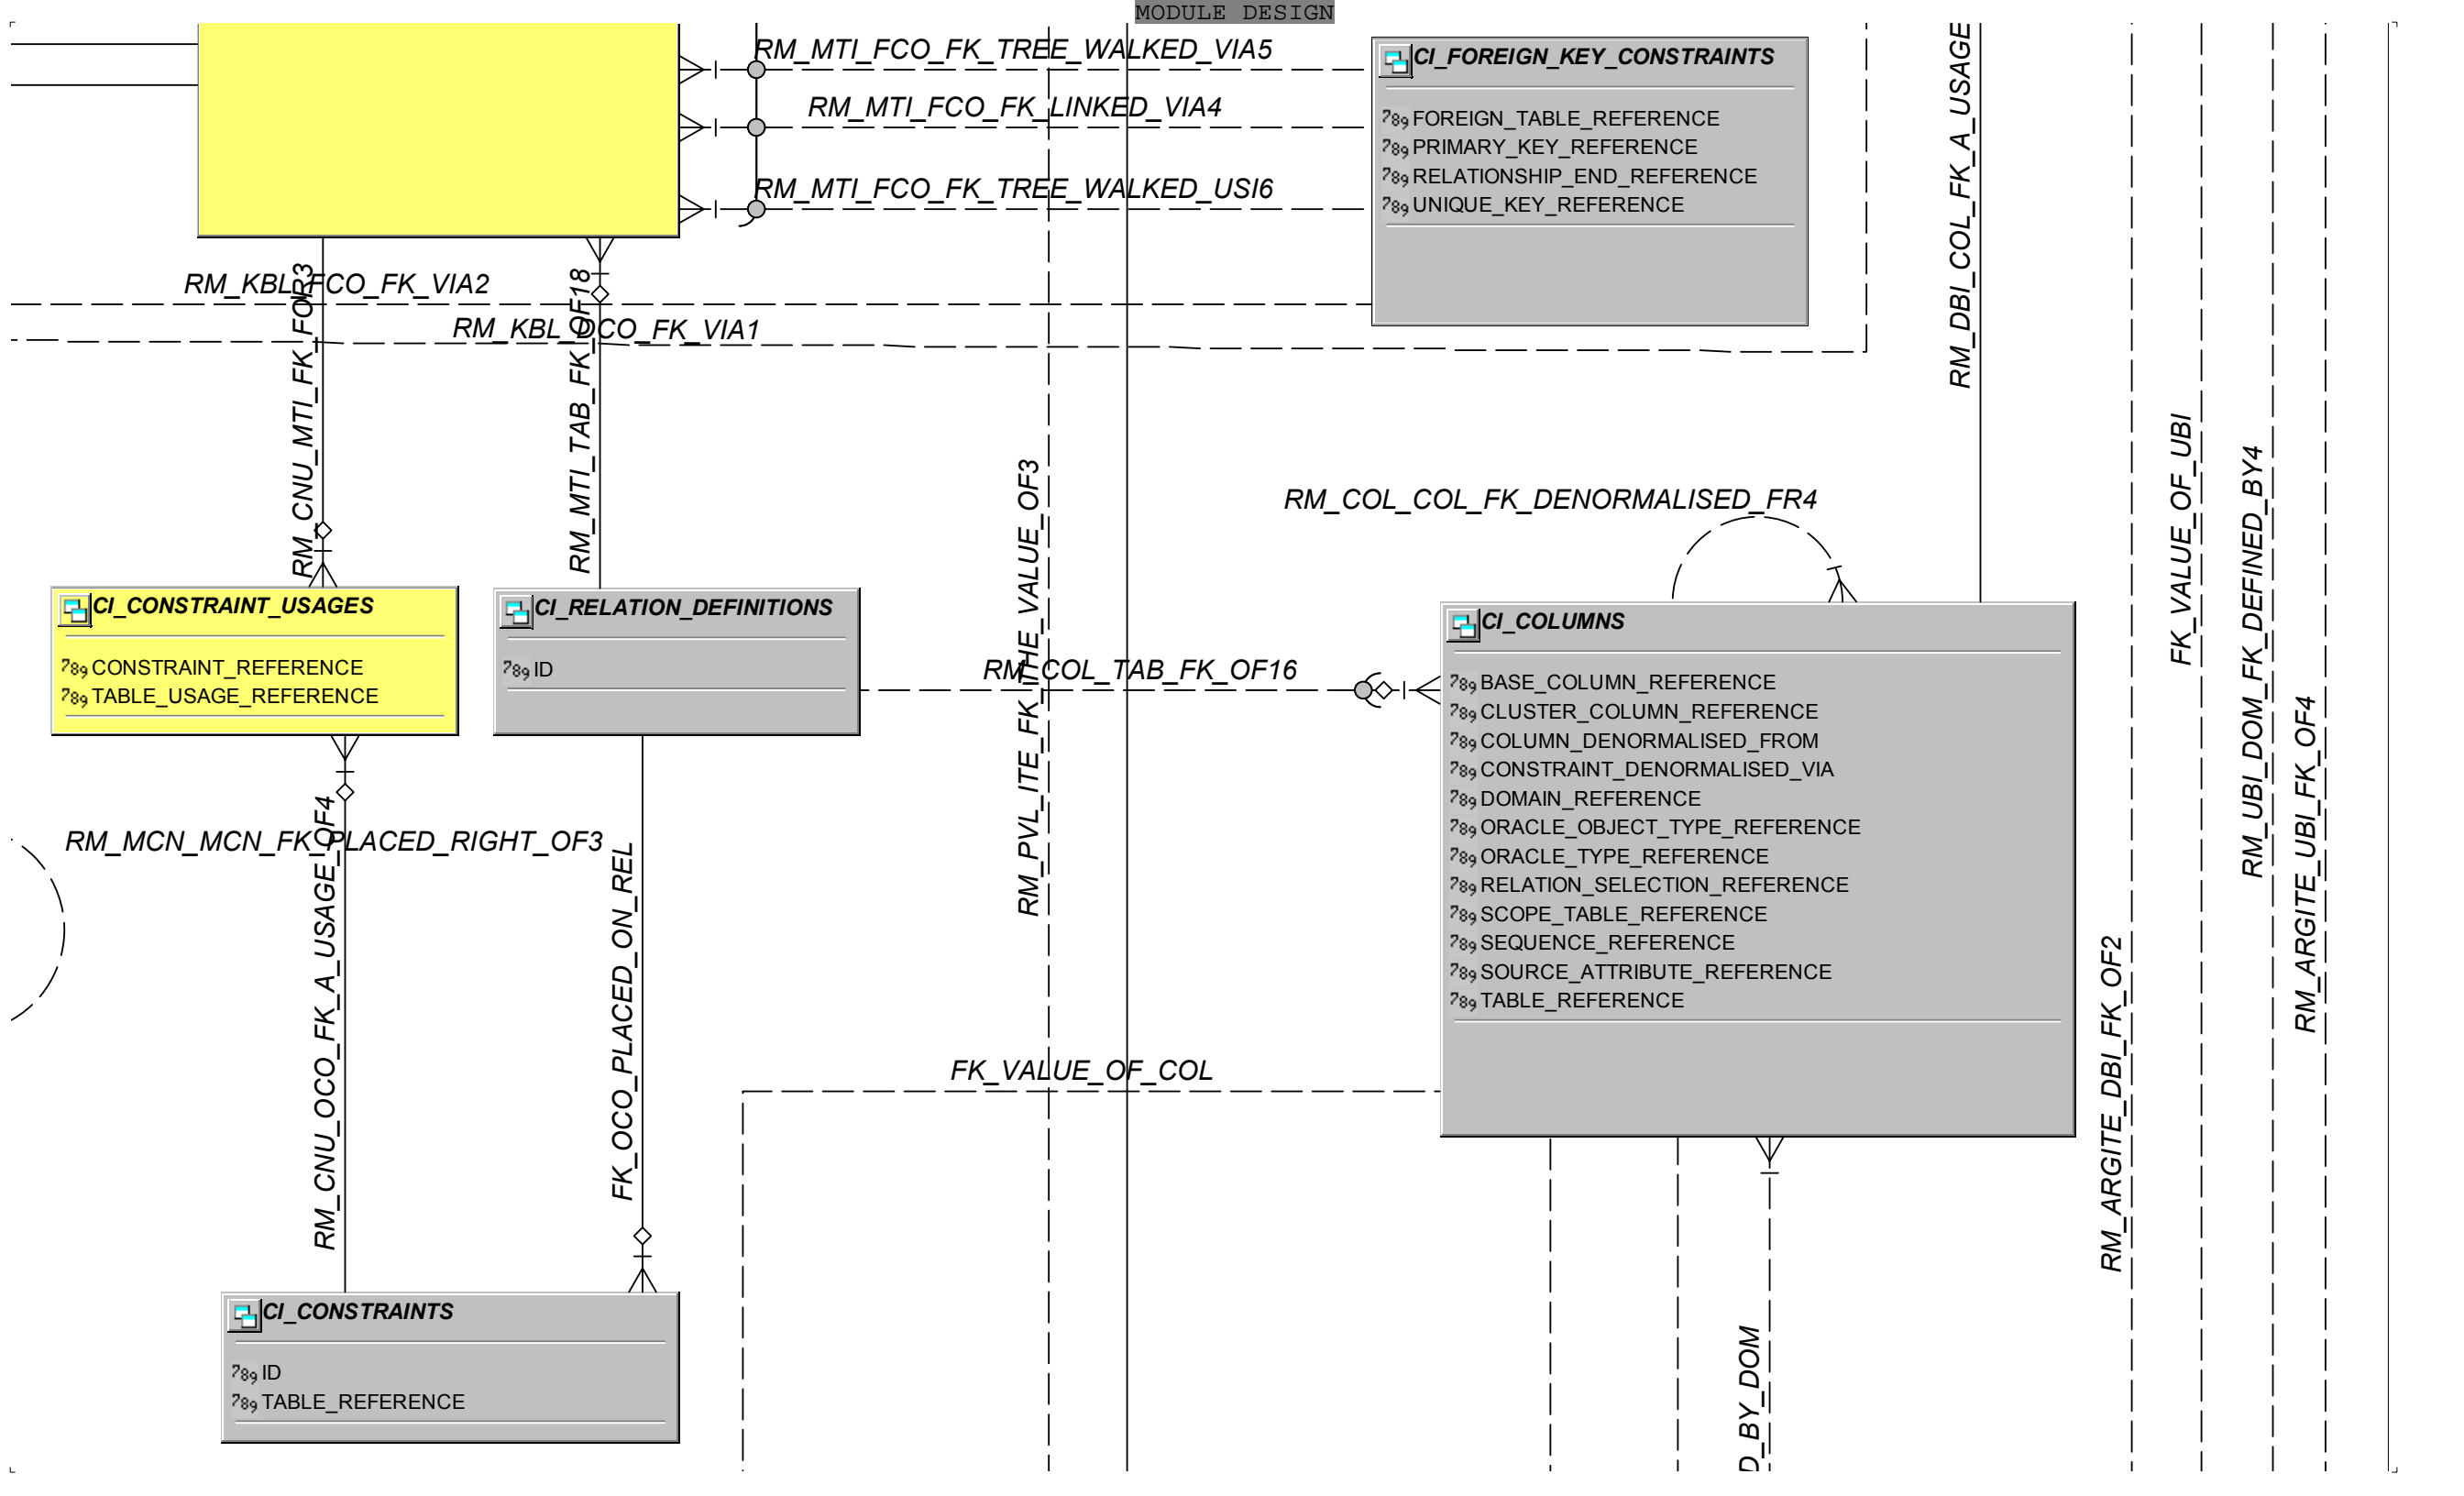 MODULE DESIGN
RM_MTI_FCO_FK_TREE_WALKED_VIA5
RM_MTI_FCO_FK_LINKED_VIA4
RM_MTI_FCO_FK_TREE_WALKED_USI6
CI_FOREIGN_KEY_CONSTRAINTS
FOREIGN_TABLE_REFERENCE
PRIMARY_KEY_REFERENCE
RELATIONSHIP_END_REFERENCE
UNIQUE_KEY_REFERENCE
RM_DBI_COL_FK_A_USAGE
RM_KBL_FCO_FK_VIA2
RM_KBL_DCO_FK_VIA1
RM_CNU_MTI_FK_FOR3
RM_MTI_TAB_FK_OF18
RM_PVL_ITE_FK_THE_VALUE_OF3
RM_COL_COL_FK_DENORMALISED_FR4
FK_VALUE_OF_UBI
RM_UBI_DOM_FK_DEFINED_BY4
RM_ARGITE_UBI_FK_OF4
RM_ARGITE_DBI_FK_OF2
CI_CONSTRAINT_USAGES
CONSTRAINT_REFERENCE
TABLE_USAGE_REFERENCE
CI_RELATION_DEFINITIONS
ID
RM_COL_TAB_FK_OF16
CI_COLUMNS
BASE_COLUMN_REFERENCE
CLUSTER_COLUMN_REFERENCE
COLUMN_DENORMALISED_FROM
CONSTRAINT_DENORMALISED_VIA
DOMAIN_REFERENCE
ORACLE_OBJECT_TYPE_REFERENCE
ORACLE_TYPE_REFERENCE
RELATION_SELECTION_REFERENCE
SCOPE_TABLE_REFERENCE
SEQUENCE_REFERENCE
SOURCE_ATTRIBUTE_REFERENCE
TABLE_REFERENCE
RM_MCN_MCN_FK_PLACED_RIGHT_OF3
RM_CNU_OCO_FK_A_USAGE_OF4
FK_OCO_PLACED_ON_REL
FK_VALUE_OF_COL
D_BY_DOM
CI_CONSTRAINTS
ID
TABLE_REFERENCE